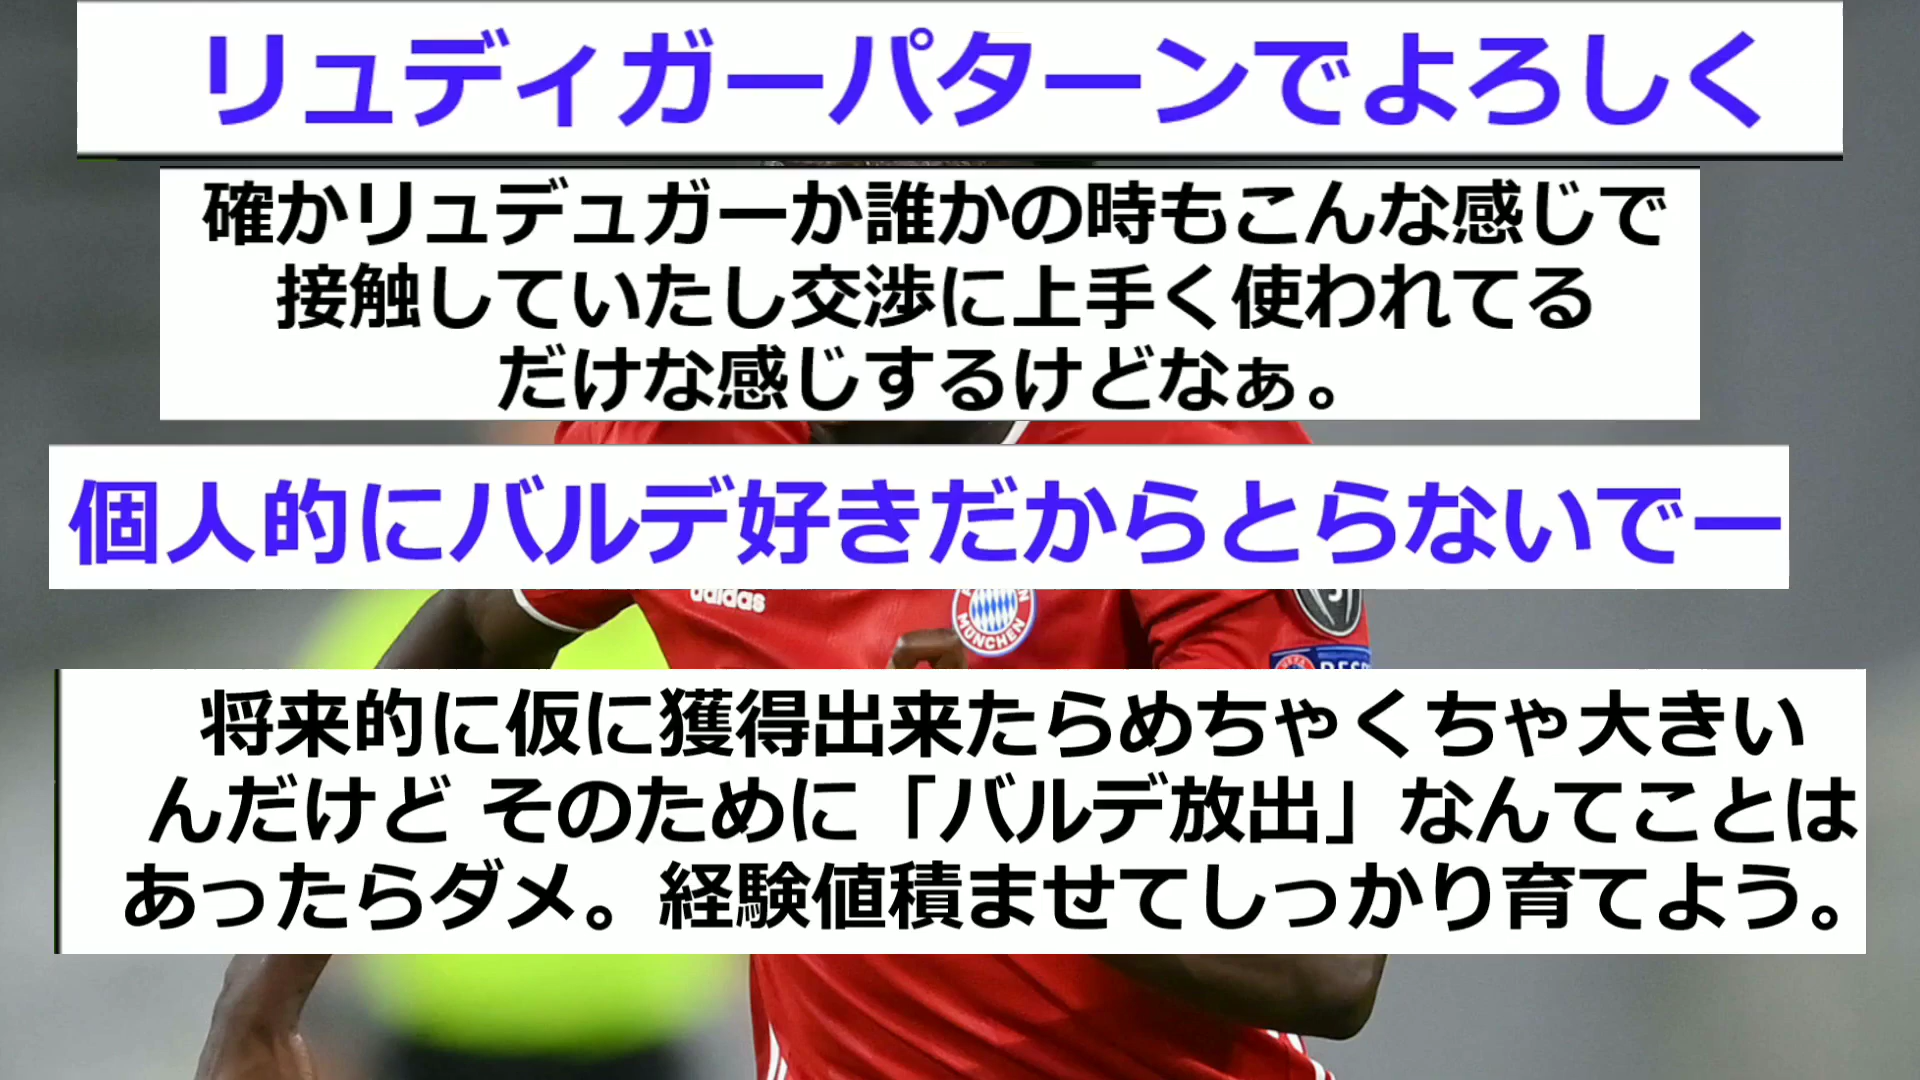 リュディガーパターンでよろしく
確かリュデュガーか誰かの時もこんな感じで
接触していたし交渉に上手く使われてる
だけな感じするけどなぁ。
個人的にバルデ好きだからとらないでー
adidas
MÜNCHEN
将来的に仮に獲得出来たらめちゃくちゃ大きい
んだけど そのために「バルデ放出」なんてことは
あったらダメ。経験値積ませてしっかり育てよう。